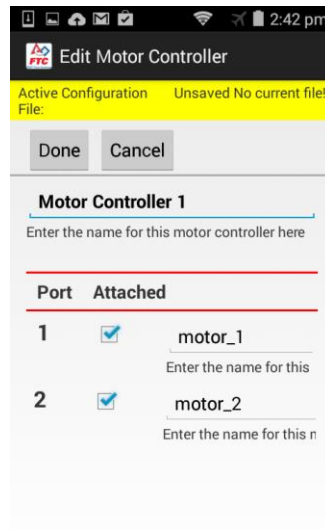 2:42 pm
FTC Edit Motor Controller
Active Configuration File: Unsaved No current file!
Done Cancel
Motor Controller 1
Enter the name for this motor controller here
Port Attached
1 motor_1
Enter the name for this
2 motor_2
Enter the name for this n